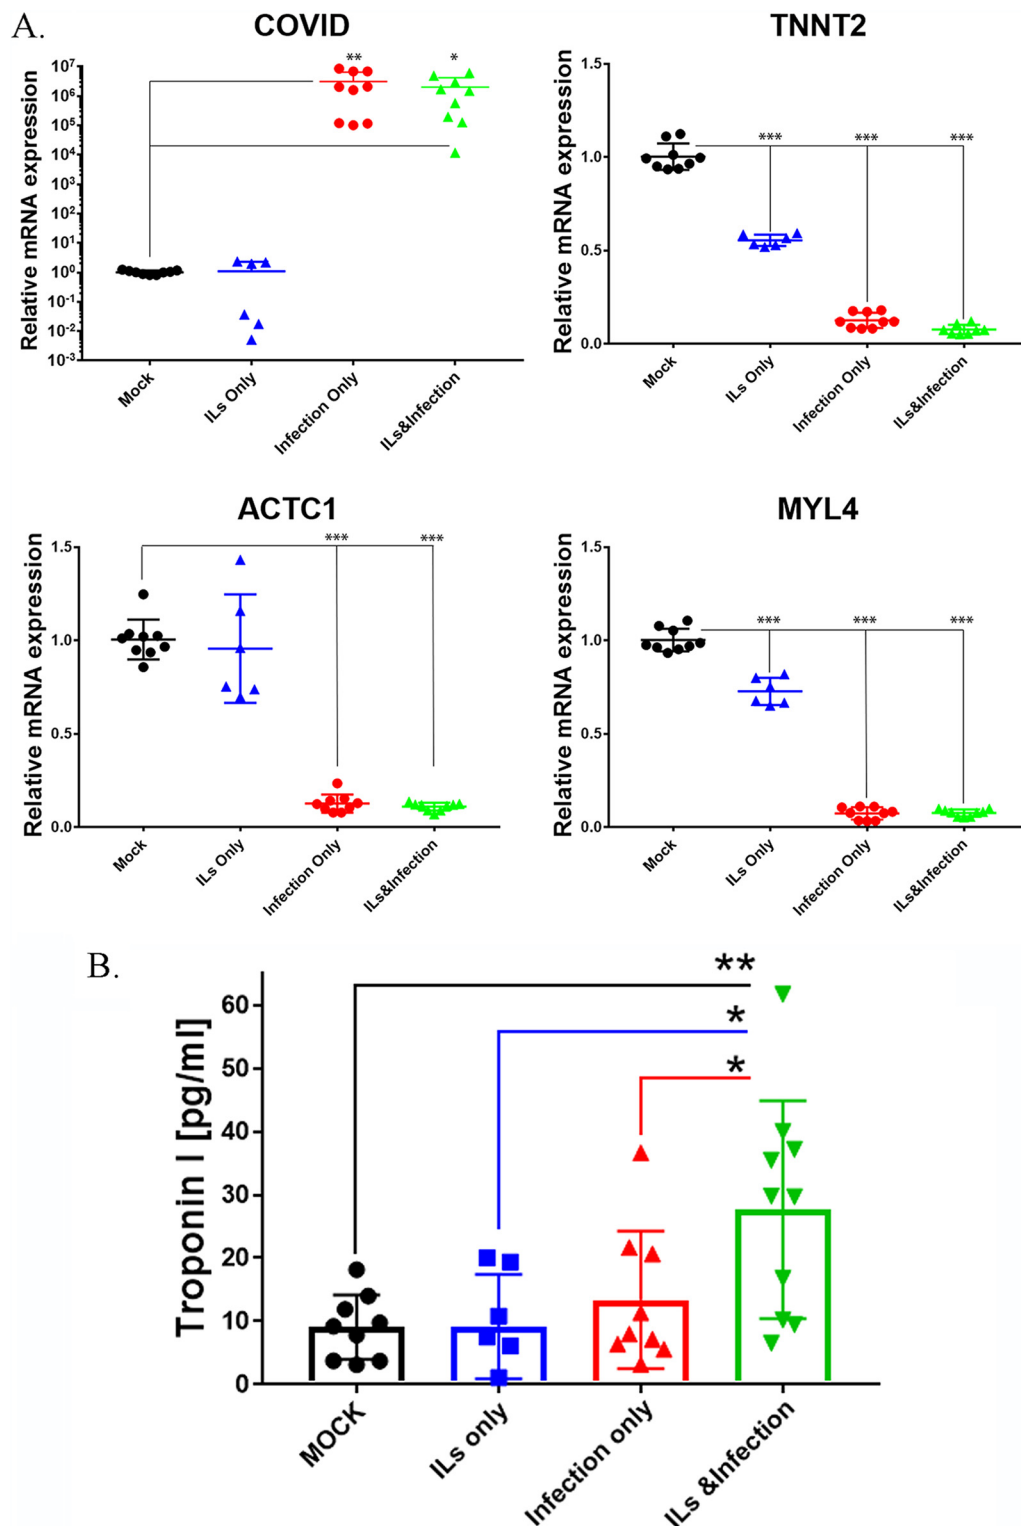 A.
COVID
Relative mRNA expression
10⁷
10⁶
10⁵
10⁴
10³
10²
10¹
10⁰
10⁻¹
10⁻²
10⁻³
**
*
Mock
ILs Only
Infection Only
ILs&Infection
TNNT2
Relative mRNA expression
1.5
1.0
0.5
0.0
***
***
***
Mock
ILs Only
Infection Only
ILs&Infection
ACTC1
Relative mRNA expression
1.5
1.0
0.5
0.0
***
***
Mock
ILs Only
Infection Only
ILs&Infection
MYL4
Relative mRNA expression
1.5
1.0
0.5
0.0
***
***
***
Mock
ILs Only
Infection Only
ILs&Infection
B.
Troponin I [pg/ml]
60
50
40
30
20
10
0
**
*
*
MOCK
ILs only
Infection only
ILs &Infection